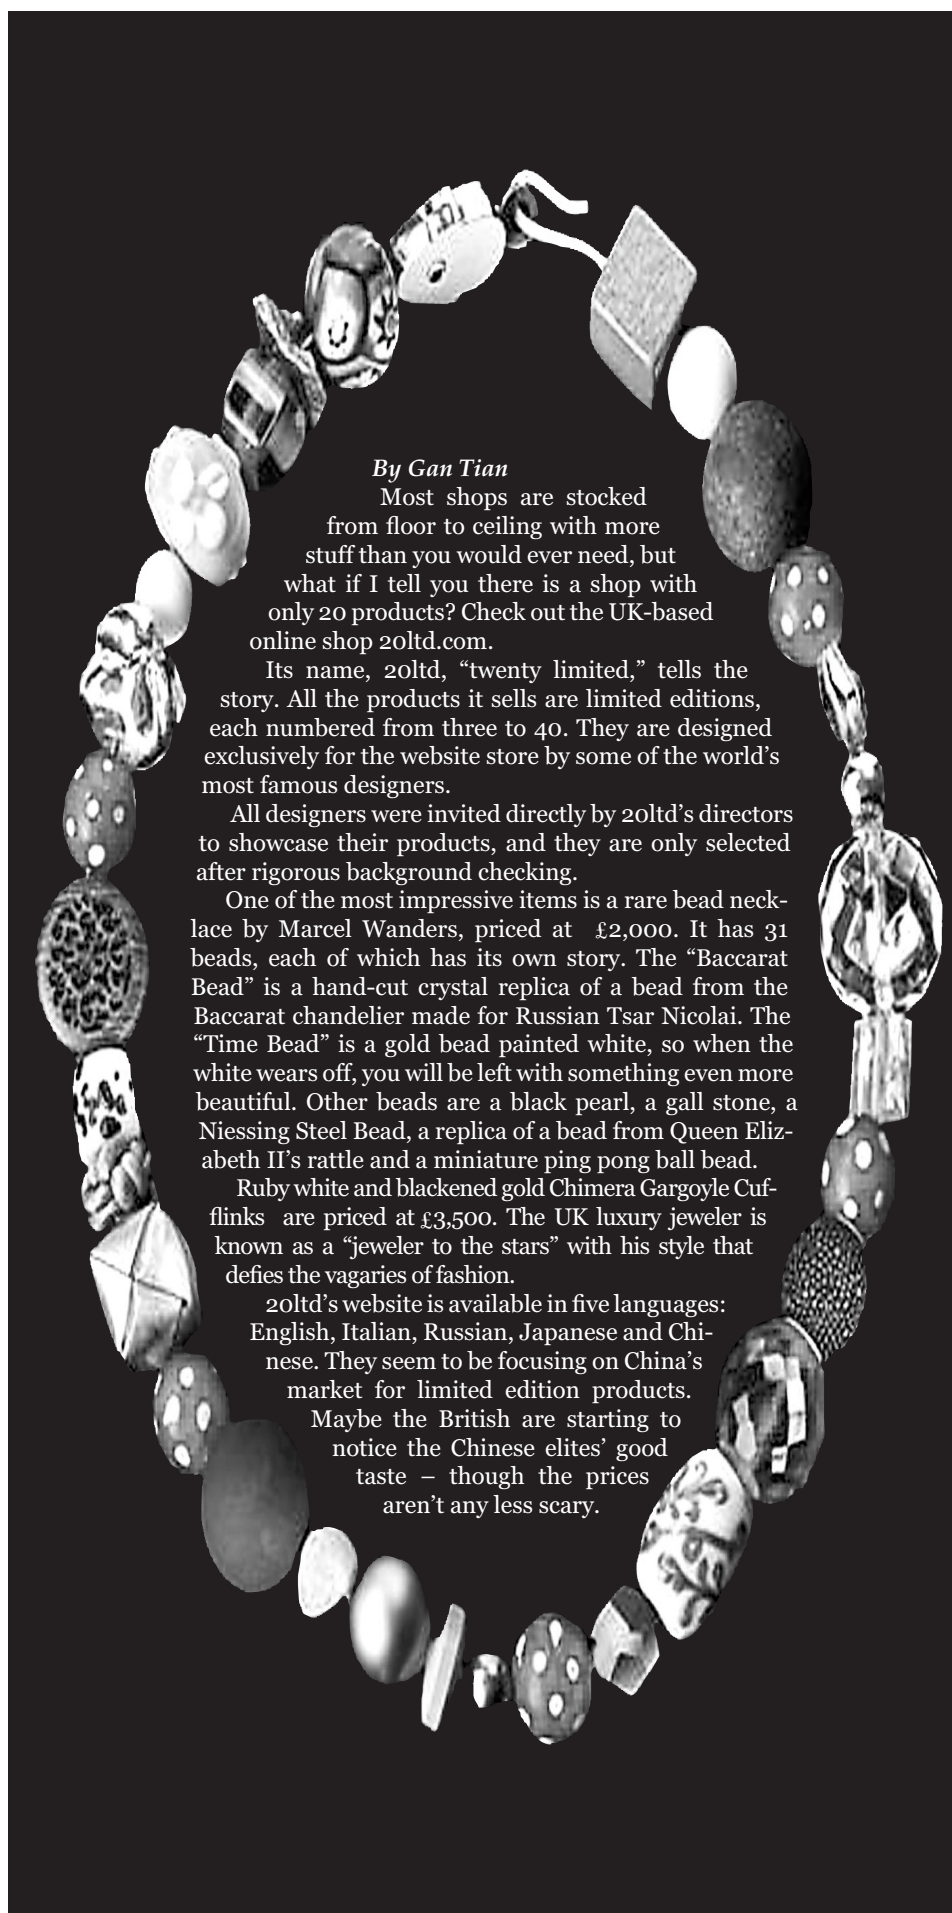 By Gan Tian
Most shops are stocked
from floor to ceiling with more
stuff than you would ever need, but
what if I tell you there is a shop with
only 20 products? Check out the UK-based
online shop 20ltd.com.
Its name, 20ltd, “twenty limited,” tells the
story. All the products it sells are limited editions,
each numbered from three to 40. They are designed
exclusively for the website store by some of the world’s
most famous designers.
All designers were invited directly by 20ltd’s directors
to showcase their products, and they are only selected
after rigorous background checking.
One of the most impressive items is a rare bead neck-
lace by Marcel Wanders, priced at £2,000. It has 31
beads, each of which has its own story. The “Baccarat
Bead” is a hand-cut crystal replica of a bead from the
Baccarat chandelier made for Russian Tsar Nicolai. The
“Time Bead” is a gold bead painted white, so when the
white wears off, you will be left with something even more
beautiful. Other beads are a black pearl, a gall stone, a
Niessing Steel Bead, a replica of a bead from Queen Eliz-
abeth II’s rattle and a miniature ping pong ball bead.
Ruby white and blackened gold Chimera Gargoyle Cuf-
flinks are priced at £3,500. The UK luxury jeweler is
known as a “jeweler to the stars” with his style that
defies the vagaries of fashion.
20ltd’s website is available in five languages:
English, Italian, Russian, Japanese and Chi-
nese. They seem to be focusing on China’s
market for limited edition products.
Maybe the British are starting to
notice the Chinese elites’ good
taste – though the prices
aren’t any less scary.